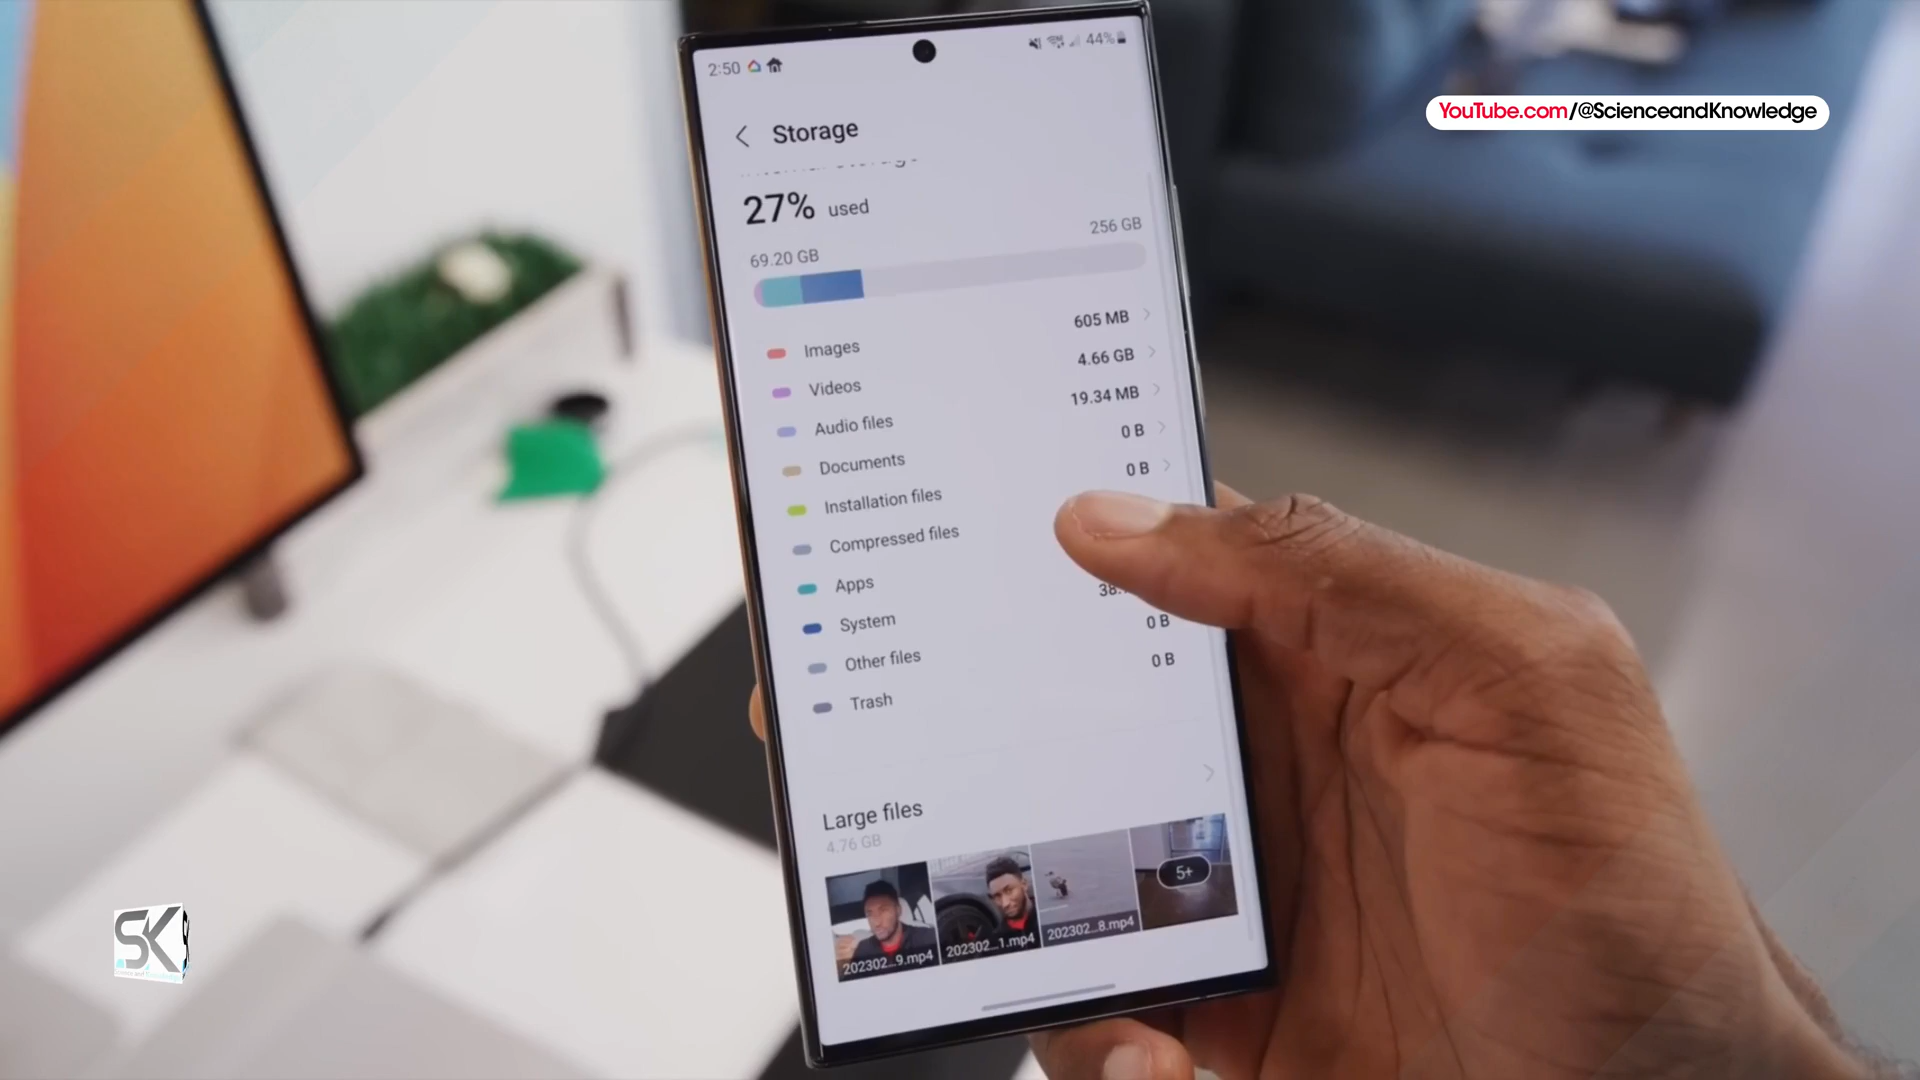 YouTube.com/@ScienceandKnowledge
2:50
44%
Storage
27% used
69.20 GB
256 GB
Images 605 MB
Videos 4.66 GB
Audio files 19.34 MB
Documents 0 B
Installation files 0 B
Compressed files
Apps
System 38.
Other files 0 B
Trash 0 B
Large files
4.76 GB
202302...9.mp4
202302...1.mp4
202302...8.mp4
5+
SK